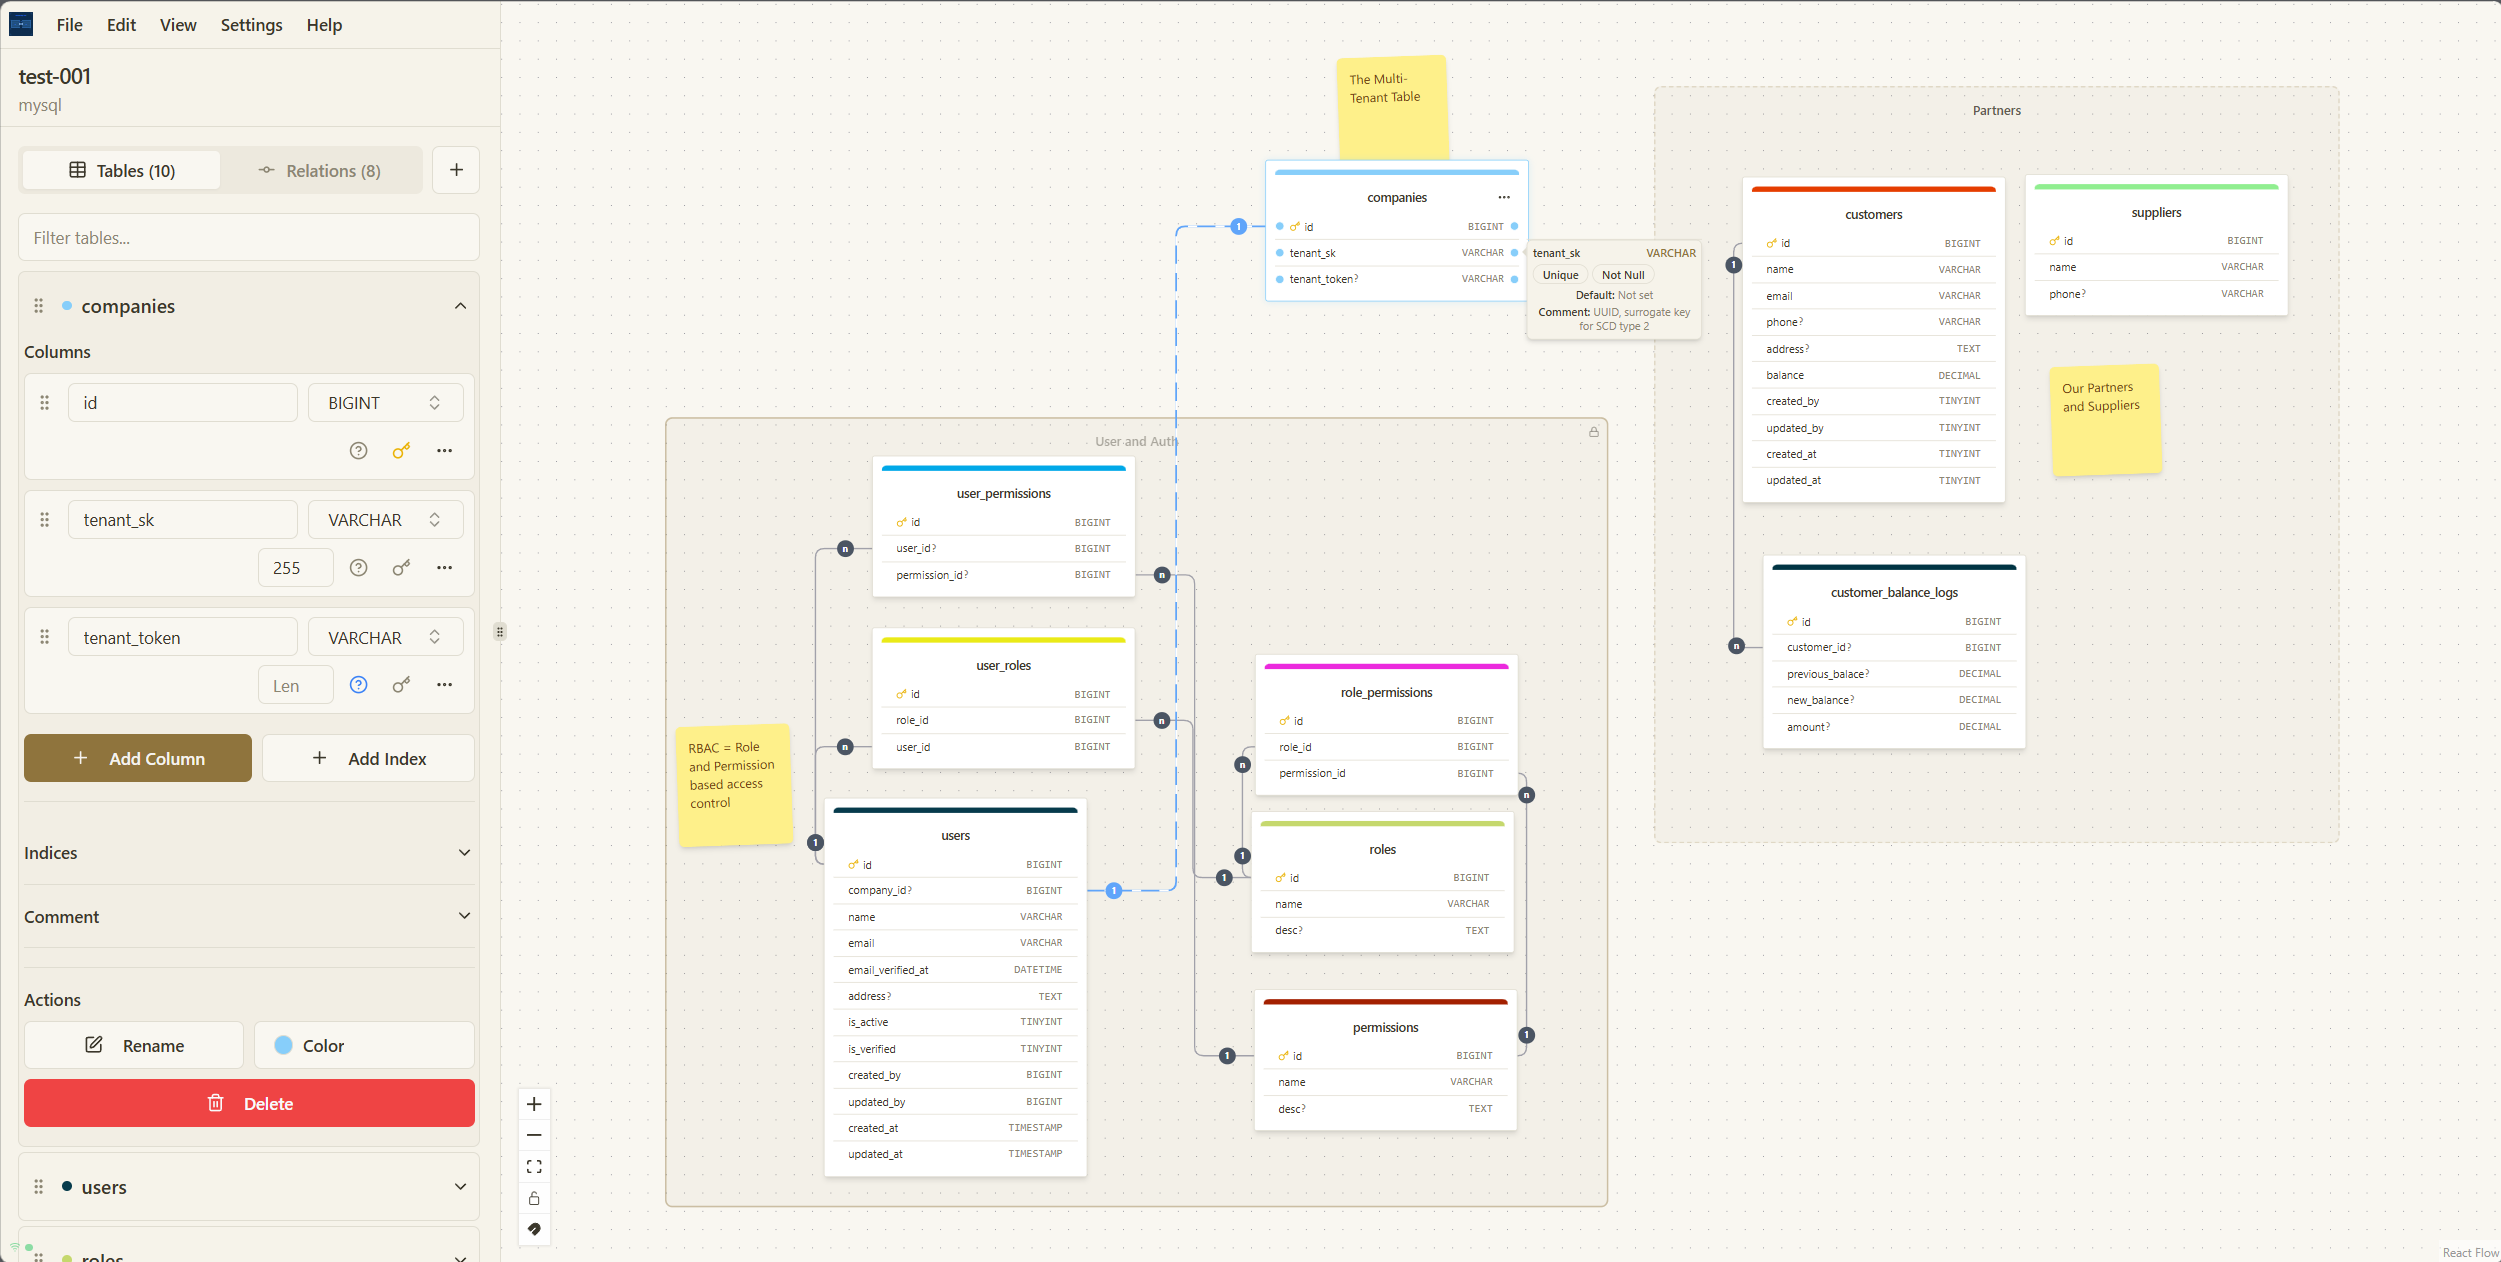 File Edit View Settings Help
test-001
mysql
Tables (10) Relations (8)
Filter tables...
companies
Columns
id BIGINT
tenant_sk VARCHAR
255
tenant_token VARCHAR
Len
Add Column Add Index
Indices
Comment
Actions
Rename Color
Delete
users
roles
The Multi-
Tenant Table
companies
id BIGINT
tenant_sk VARCHAR
tenant_token? VARCHAR
tenant_sk VARCHAR
Unique Not Null
Default: Not set
Comment: UUID, surrogate key
for SCD type 2
1
User and Auth
user_permissions
id BIGINT
user_id? BIGINT
permission_id? BIGINT
n
n
user_roles
id BIGINT
role_id BIGINT
user_id BIGINT
n
n
RBAC = Role
and Permission
based access
control
users
id BIGINT
company_id? BIGINT
name VARCHAR
email VARCHAR
email_verified_at DATETIME
address? TEXT
is_active TINYINT
is_verified TINYINT
created_by BIGINT
updated_by BIGINT
created_at TIMESTAMP
updated_at TIMESTAMP
1
1
role_permissions
id BIGINT
role_id BIGINT
permission_id BIGINT
n
n
roles
id BIGINT
name VARCHAR
desc? TEXT
1
1
permissions
id BIGINT
name VARCHAR
desc? TEXT
1
1
Partners
customers
id BIGINT
name VARCHAR
email VARCHAR
phone? VARCHAR
address? TEXT
balance DECIMAL
created_by TINYINT
updated_by TINYINT
created_at TINYINT
updated_at TINYINT
1
suppliers
id BIGINT
name VARCHAR
phone? VARCHAR
Our Partners
and Suppliers
customer_balance_logs
id BIGINT
customer_id? BIGINT
previous_balace? DECIMAL
new_balance? DECIMAL
amount? DECIMAL
n
React Flow